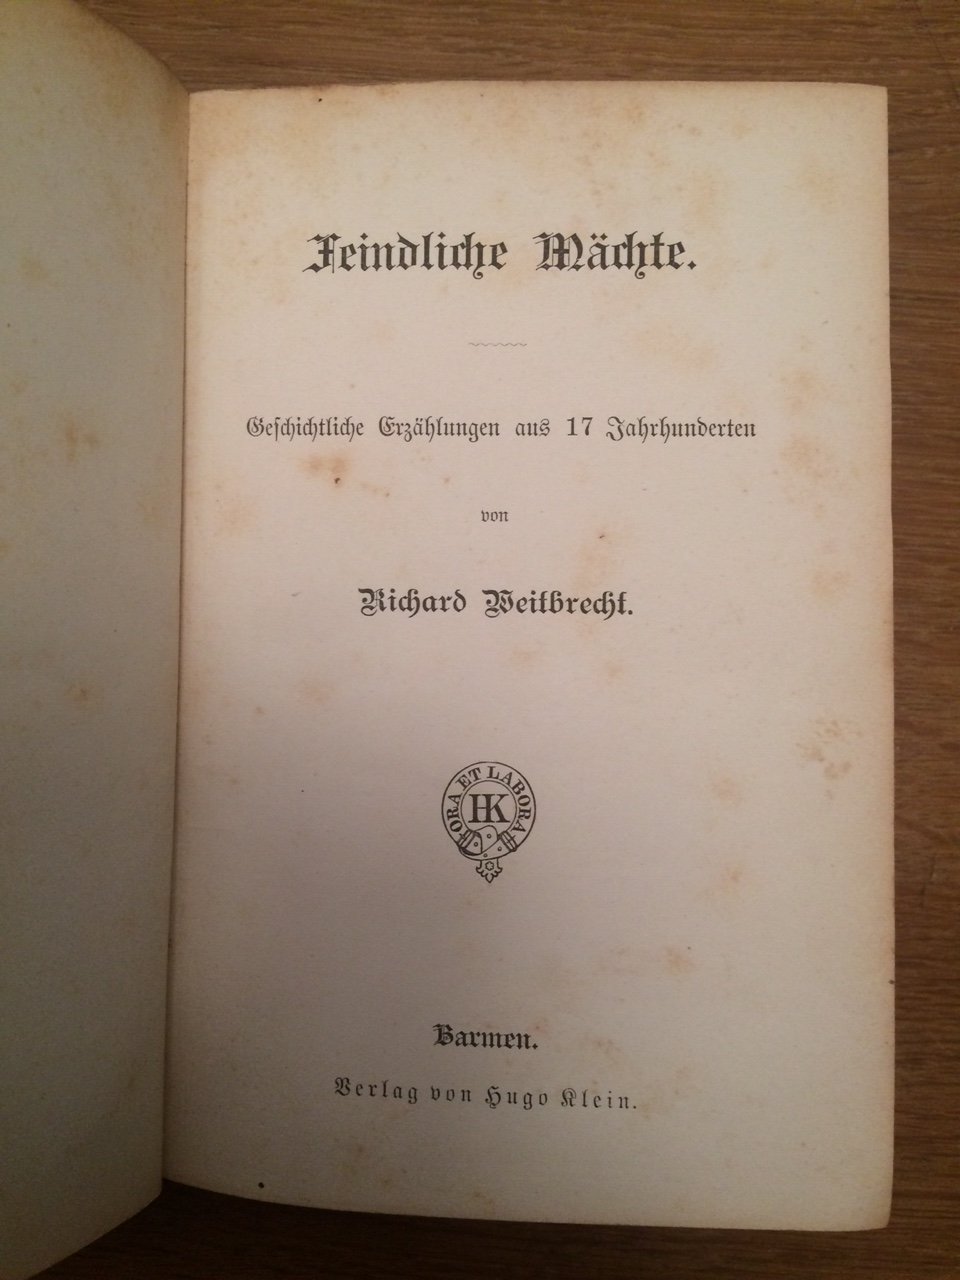 Feindliche Mächte.
Geschichtliche Erzählungen aus 17 Jahrhunderten
von
Richard Weitbrecht.
ORA ET LABORA
HK
Barmen.
Verlag von Hugo Klein.